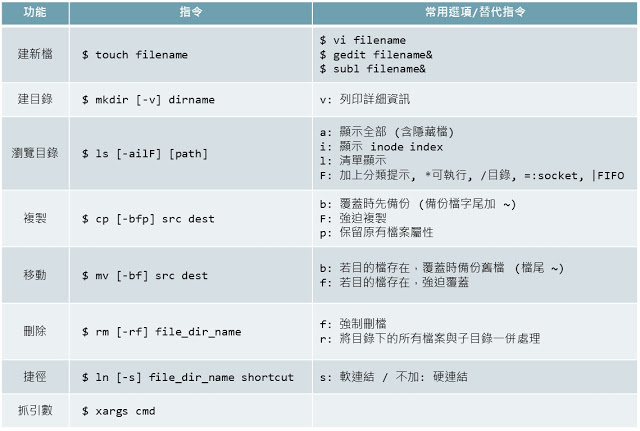 功能 指令 常用選項/替代指令
建新檔 $ touch filename $ vi filename
$ gedit filename&
$ subl filename&
建目錄 $ mkdir [-v] dirname v: 列印詳細資訊
瀏覽目錄 $ ls [-ailF] [path] a: 顯示全部 (含隱藏檔)
i: 顯示 inode index
l: 清單顯示
F: 加上分類提示, *可執行, /目錄, =:socket, |FIFO
複製 $ cp [-bfp] src dest b: 覆蓋時先備份 (備份檔字尾加 ~)
F: 強迫複製
p: 保留原有檔案屬性
移動 $ mv [-bf] src dest b: 若目的檔存在，覆蓋時備份舊檔 (檔尾 ~)
f: 若目的檔存在，強迫覆蓋
刪除 $ rm [-rf] file_dir_name f: 強制刪檔
r: 將目錄下的所有檔案與子目錄一併處理
捷徑 $ ln [-s] file_dir_name shortcut s: 軟連結 / 不加: 硬連結
抓引數 $ xargs cmd